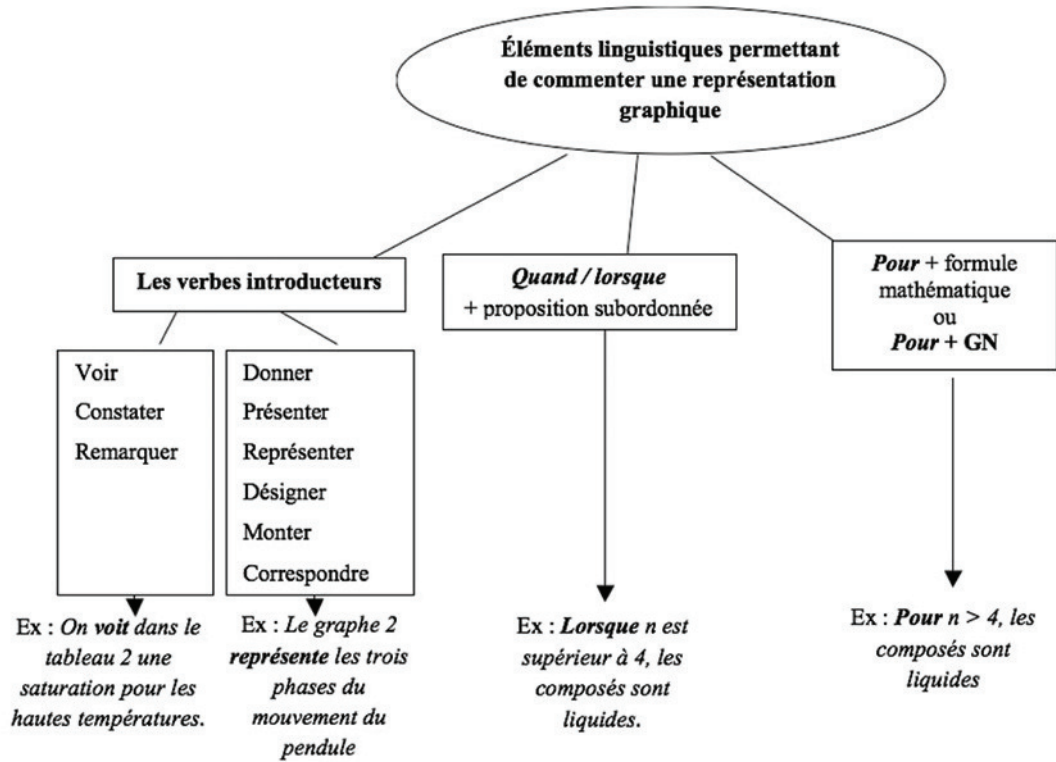 Éléments linguistiques permettant
de commenter une représentation
graphique
Les verbes introducteurs
Quand / lorsque
+ proposition subordonnée
Pour + formule
mathématique
ou
Pour + GN
Voir
Constater
Remarquer
Donner
Présenter
Représenter
Désigner
Monter
Correspondre
Ex : On voit dans le
tableau 2 une
saturation pour les
hautes températures.
Ex : Le graphe 2
représente les trois
phases du
mouvement du
pendule
Ex : Lorsque n est
supérieur à 4, les
composés sont
liquides.
Ex : Pour n > 4, les
composés sont
liquides